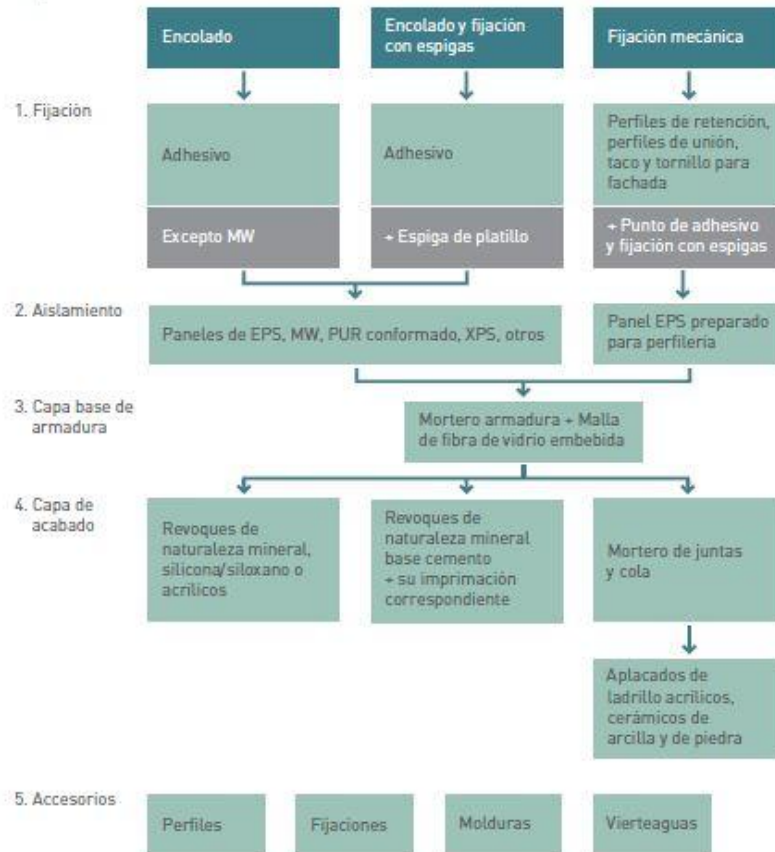 Encolado
Encolado y fijación
con espigas
Fijación mecánica
1. Fijación
Adhesivo
Adhesivo
Perfiles de retención,
perfiles de unión,
taco y tornillo para
fachada
Excepto MW
+ Espiga de platillo
+ Punto de adhesivo
y fijación con espigas
2. Aislamiento
Paneles de EPS, MW, PUR conformado, XPS, otros
Panel EPS preparado
para perfilería
3. Capa base de
armadura
Mortero armadura + Malla
de fibra de vidrio embebida
4. Capa de
acabado
Revoques de
naturaleza mineral,
silicona/siloxano o
acrílicos
Revoques de
naturaleza mineral
base cemento
+ su imprimación
correspondiente
Mortero de juntas
y cola
Aplacados de
ladrillo acrílicos,
cerámicos de
arcilla y de piedra
5. Accesorios
Perfiles
Fijaciones
Molduras
Vierteaguas